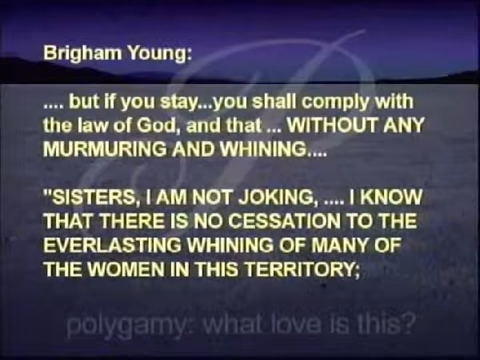 Brigham Young:
.... but if you stay...you shall comply with
the law of God, and that ... WITHOUT ANY
MURMURING AND WHINING....
"SISTERS, I AM NOT JOKING, .... I KNOW
THAT THERE IS NO CESSATION TO THE
EVERLASTING WHINING OF MANY OF
THE WOMEN IN THIS TERRITORY;
polygamy: what love is this?